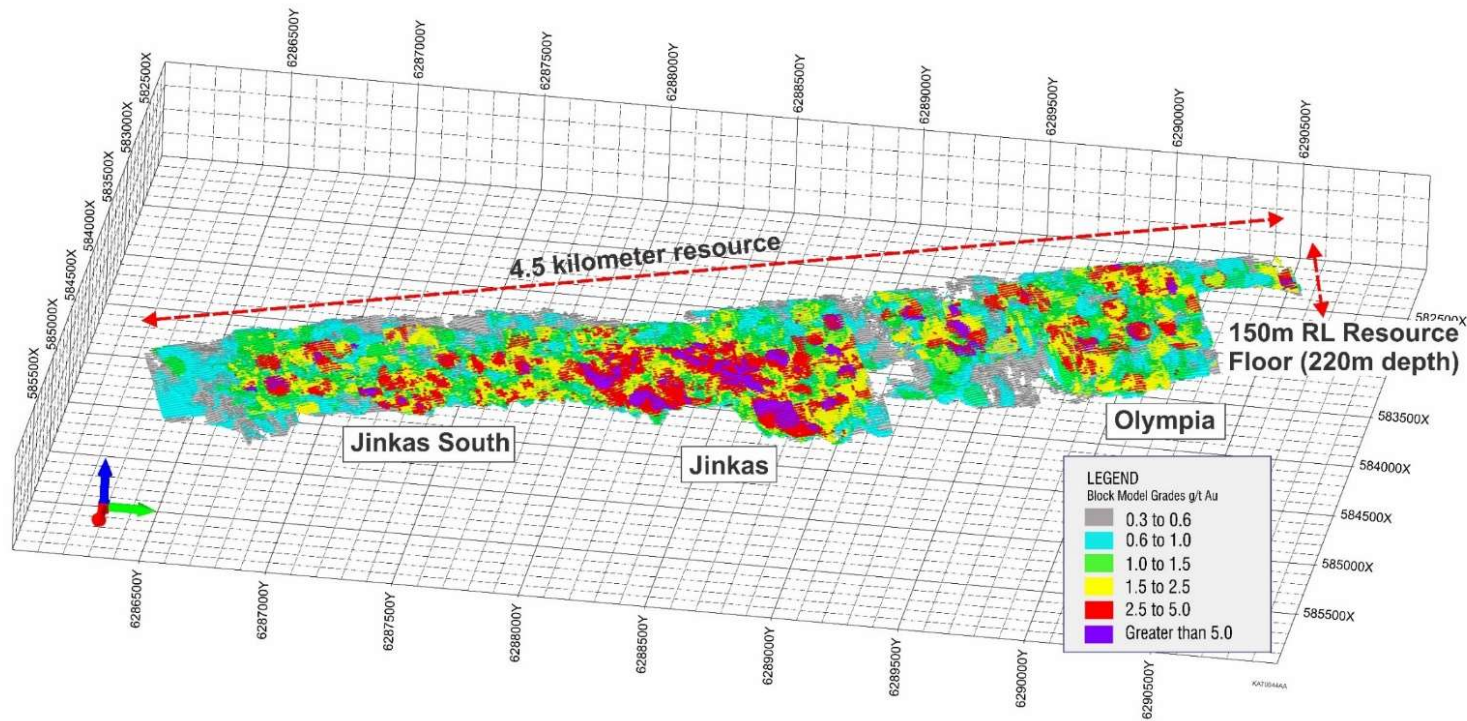 6286500Y
6287000Y
6287500Y
6288000Y
6288500Y
6289000Y
6289500Y
6290000Y
6290500Y
582500X
583000X
583500X
584000X
584500X
585000X
585500X
4.5 kilometer resource
582500X
150m RL Resource
Floor (220m depth)
583500X
584000X
584500X
585000X
585500X
Jinkas South
Jinkas
Olympia
LEGEND
Block Model Grades g/t Au
0.3 to 0.6
0.6 to 1.0
1.0 to 1.5
1.5 to 2.5
2.5 to 5.0
Greater than 5.0
6286500Y
6287000Y
6287500Y
6288000Y
6288500Y
6289000Y
6289500Y
6290000Y
6290500Y